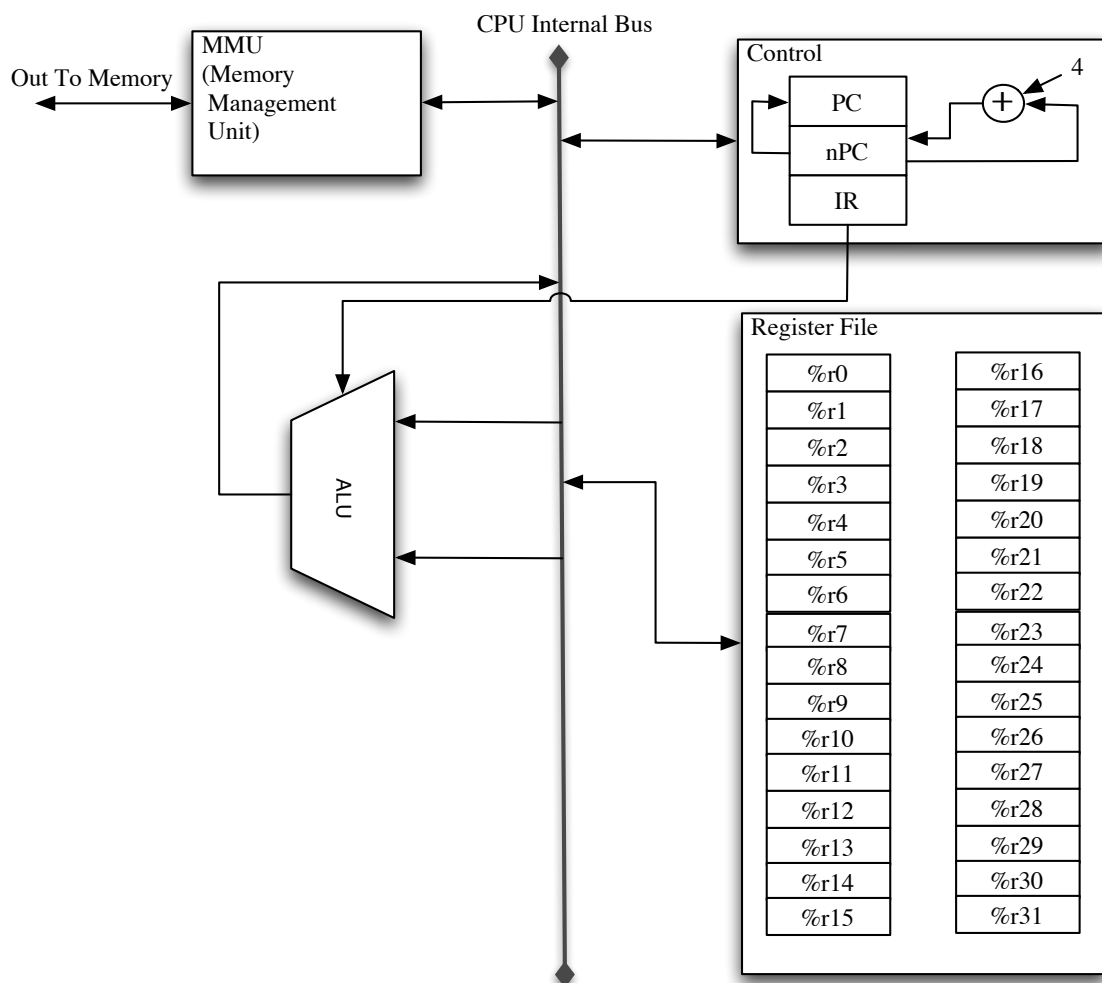 CPU Internal Bus
MMU
(Memory
Management
Unit)
Out To Memory
Control
4
PC
+
nPC
IR
Register File
%r0
%r1
%r2
%r3
%r4
%r5
%r6
%r7
%r8
%r9
%r10
%r11
%r12
%r13
%r14
%r15
%r16
%r17
%r18
%r19
%r20
%r21
%r22
%r23
%r24
%r25
%r26
%r27
%r28
%r29
%r30
%r31
ALU